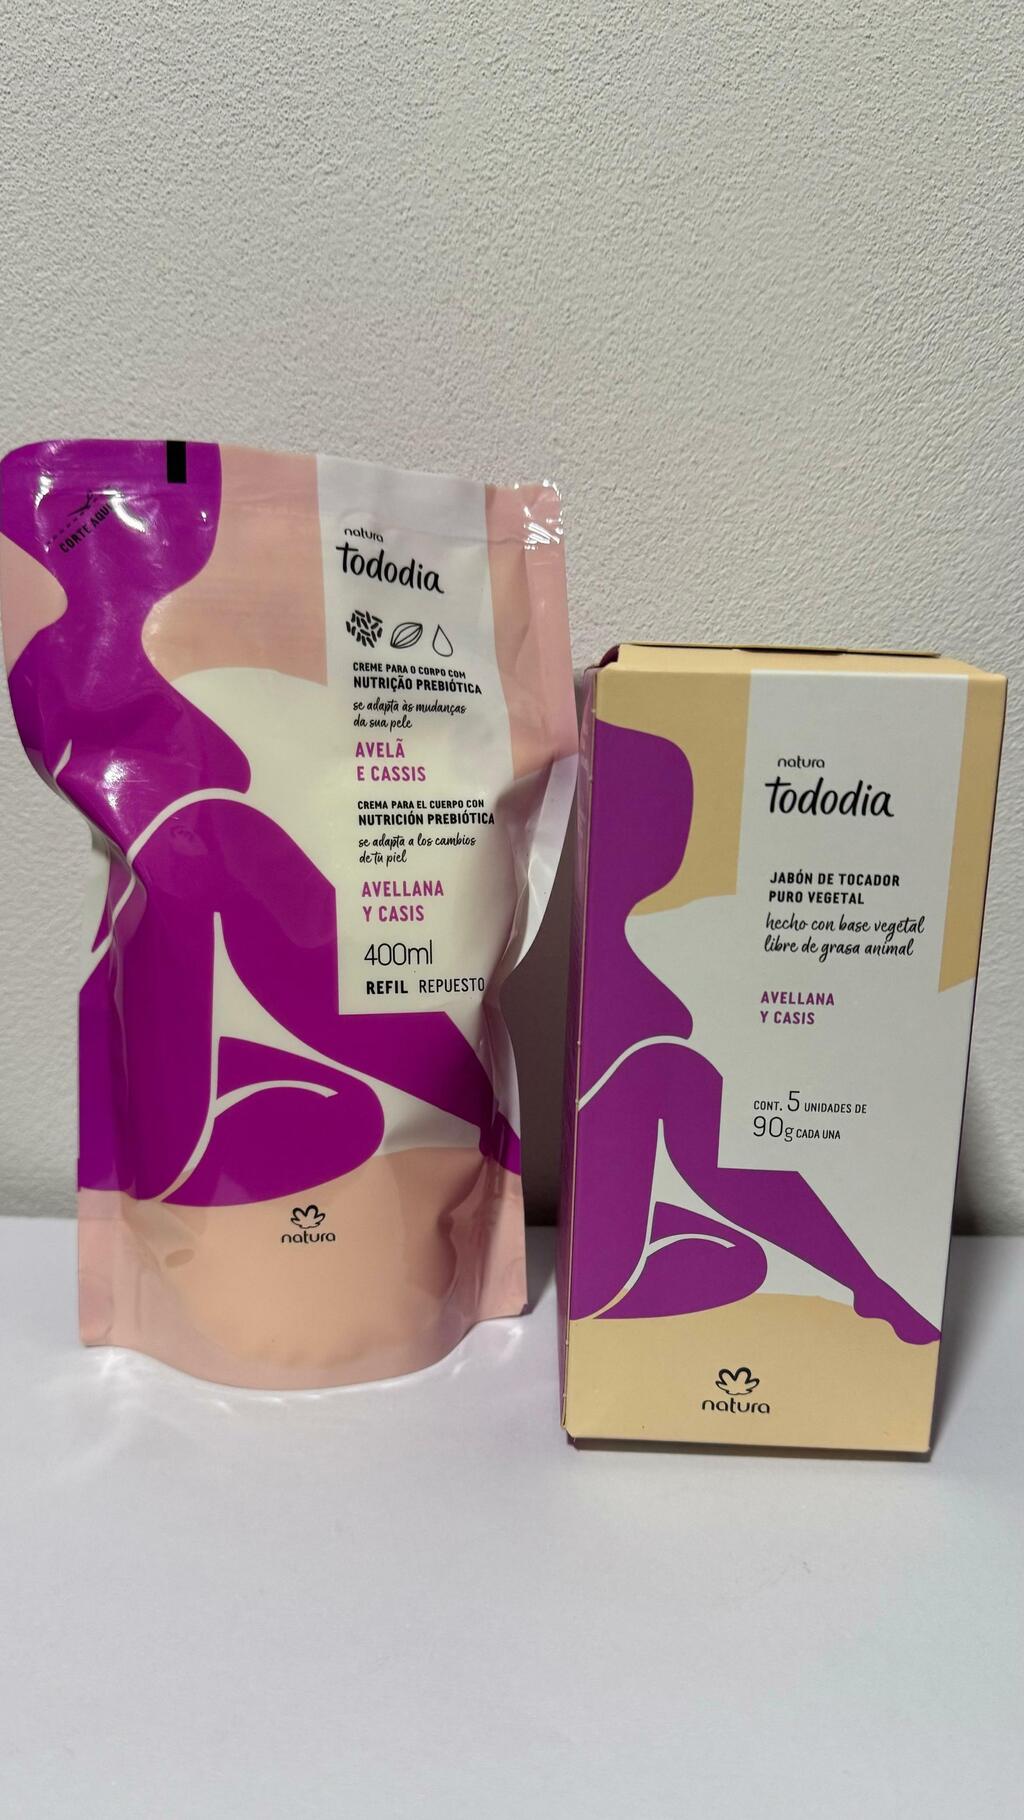 CORTE AQUI
natura
tododia
CREME PARA O CORPO COM
NUTRIÇÃO PREBIÓTICA
se adapta às mudanças
da sua pele
AVELÃ
E CASSIS
CREMA PARA EL CUERPO CON
NUTRICIÓN PREBIÓTICA
se adapta a los cambios
de tu piel
AVELLANA
Y CASIS
400ml
REFIL REPUESTO
natura
natura
tododia
JABÓN DE TOCADOR
PURO VEGETAL
hecho con base vegetal
libre de grasa animal
AVELLANA
Y CASIS
CONT. 5 UNIDADES DE
90g CADA UNA
natura